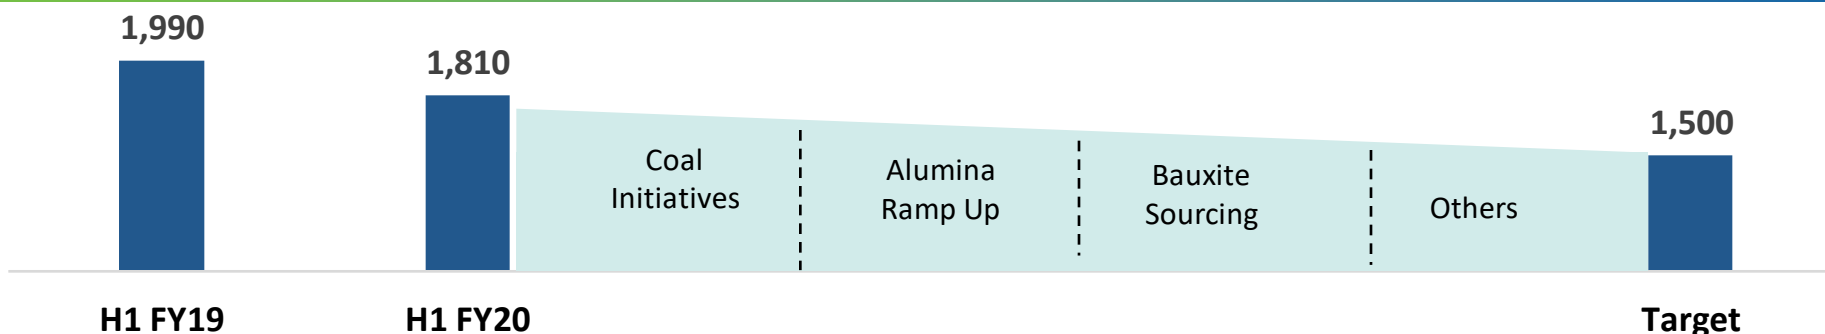 1,990
1,810
1,500
Coal
Initiatives
Alumina
Ramp Up
Bauxite
Sourcing
Others
H1 FY19
H1 FY20
Target